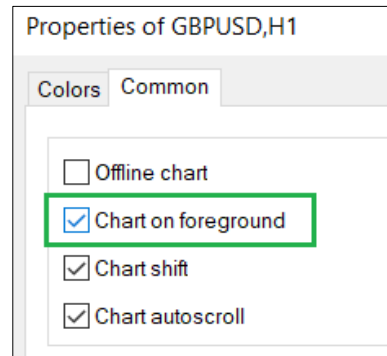 Properties of GBPUSD,H1
Colors Common
Offline chart
Chart on foreground
Chart shift
Chart autoscroll